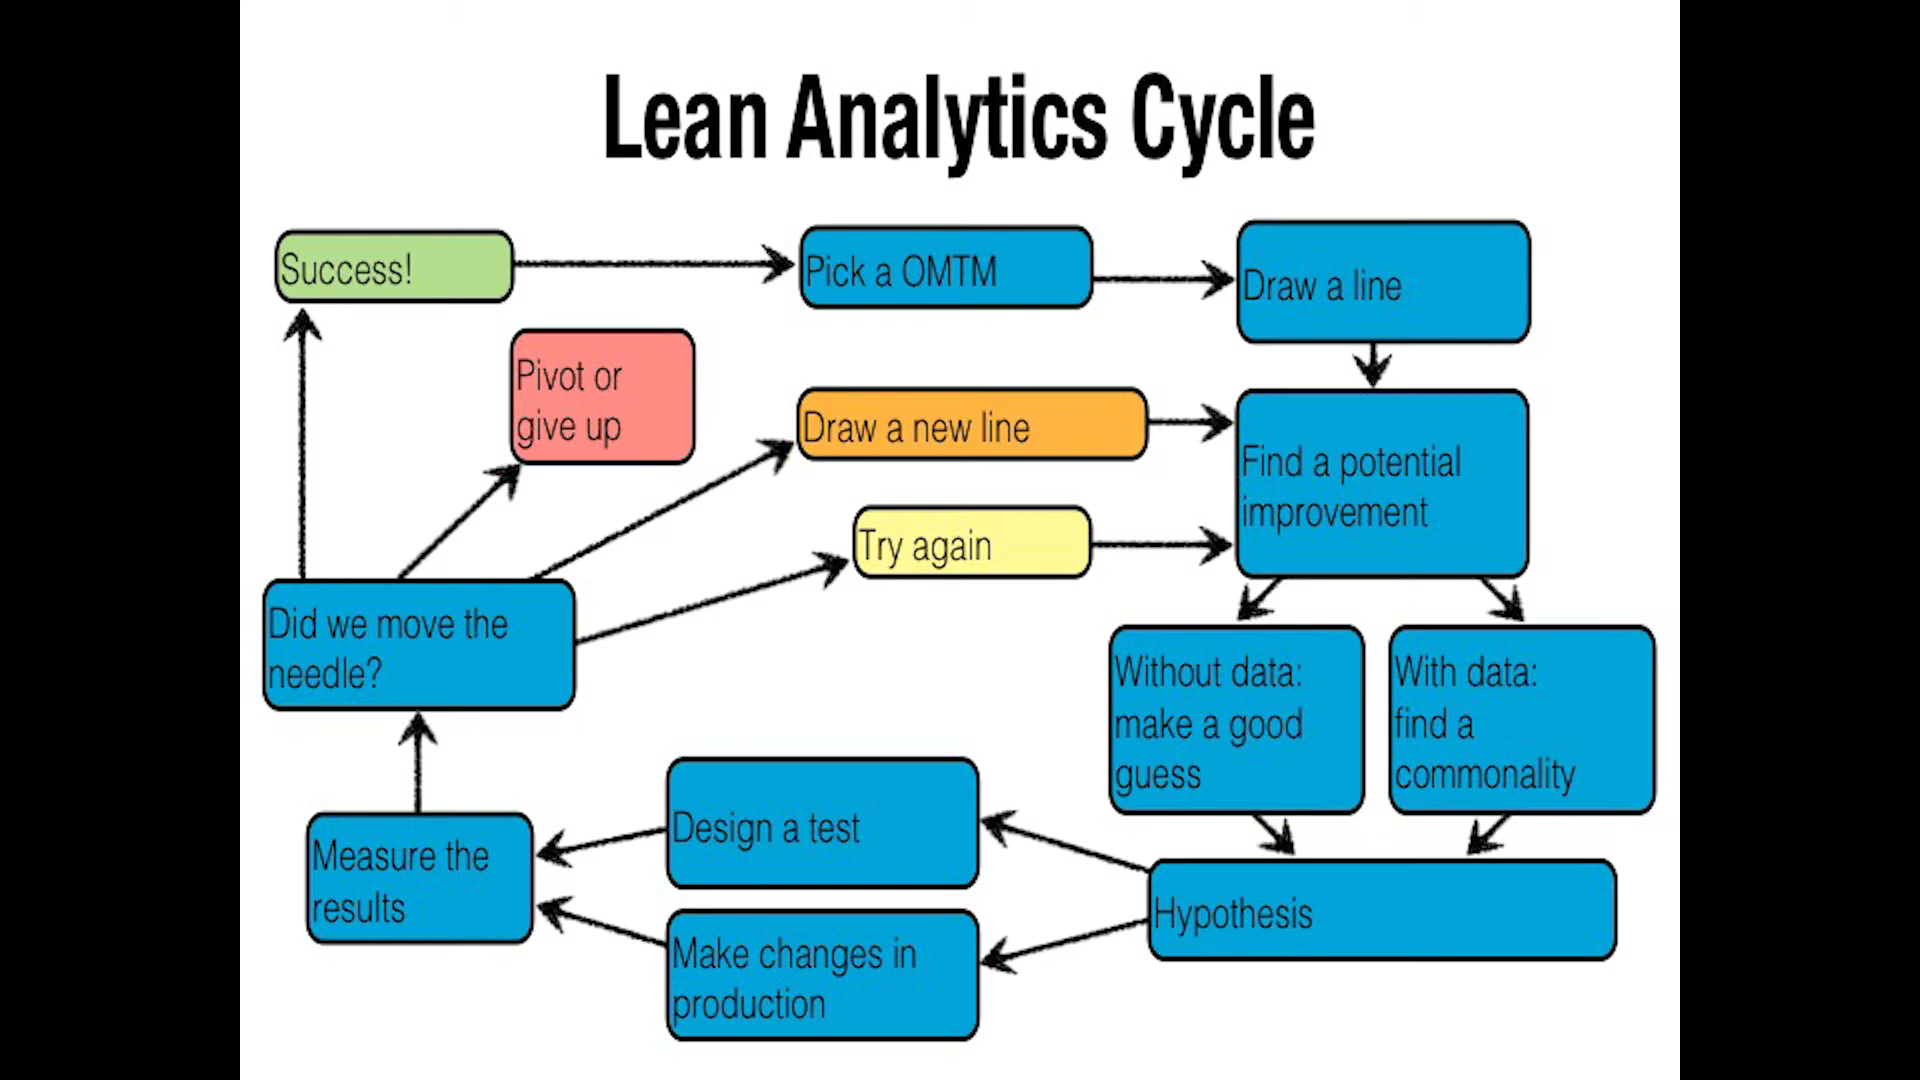 Lean Analytics Cycle
Success!
Pick a OMTM
Draw a line
Pivot or
give up
Draw a new line
Find a potential
improvement
Try again
Did we move the
needle?
Without data:
make a good
guess
With data:
find a
commonality
Design a test
Measure the
results
Hypothesis
Make changes in
production